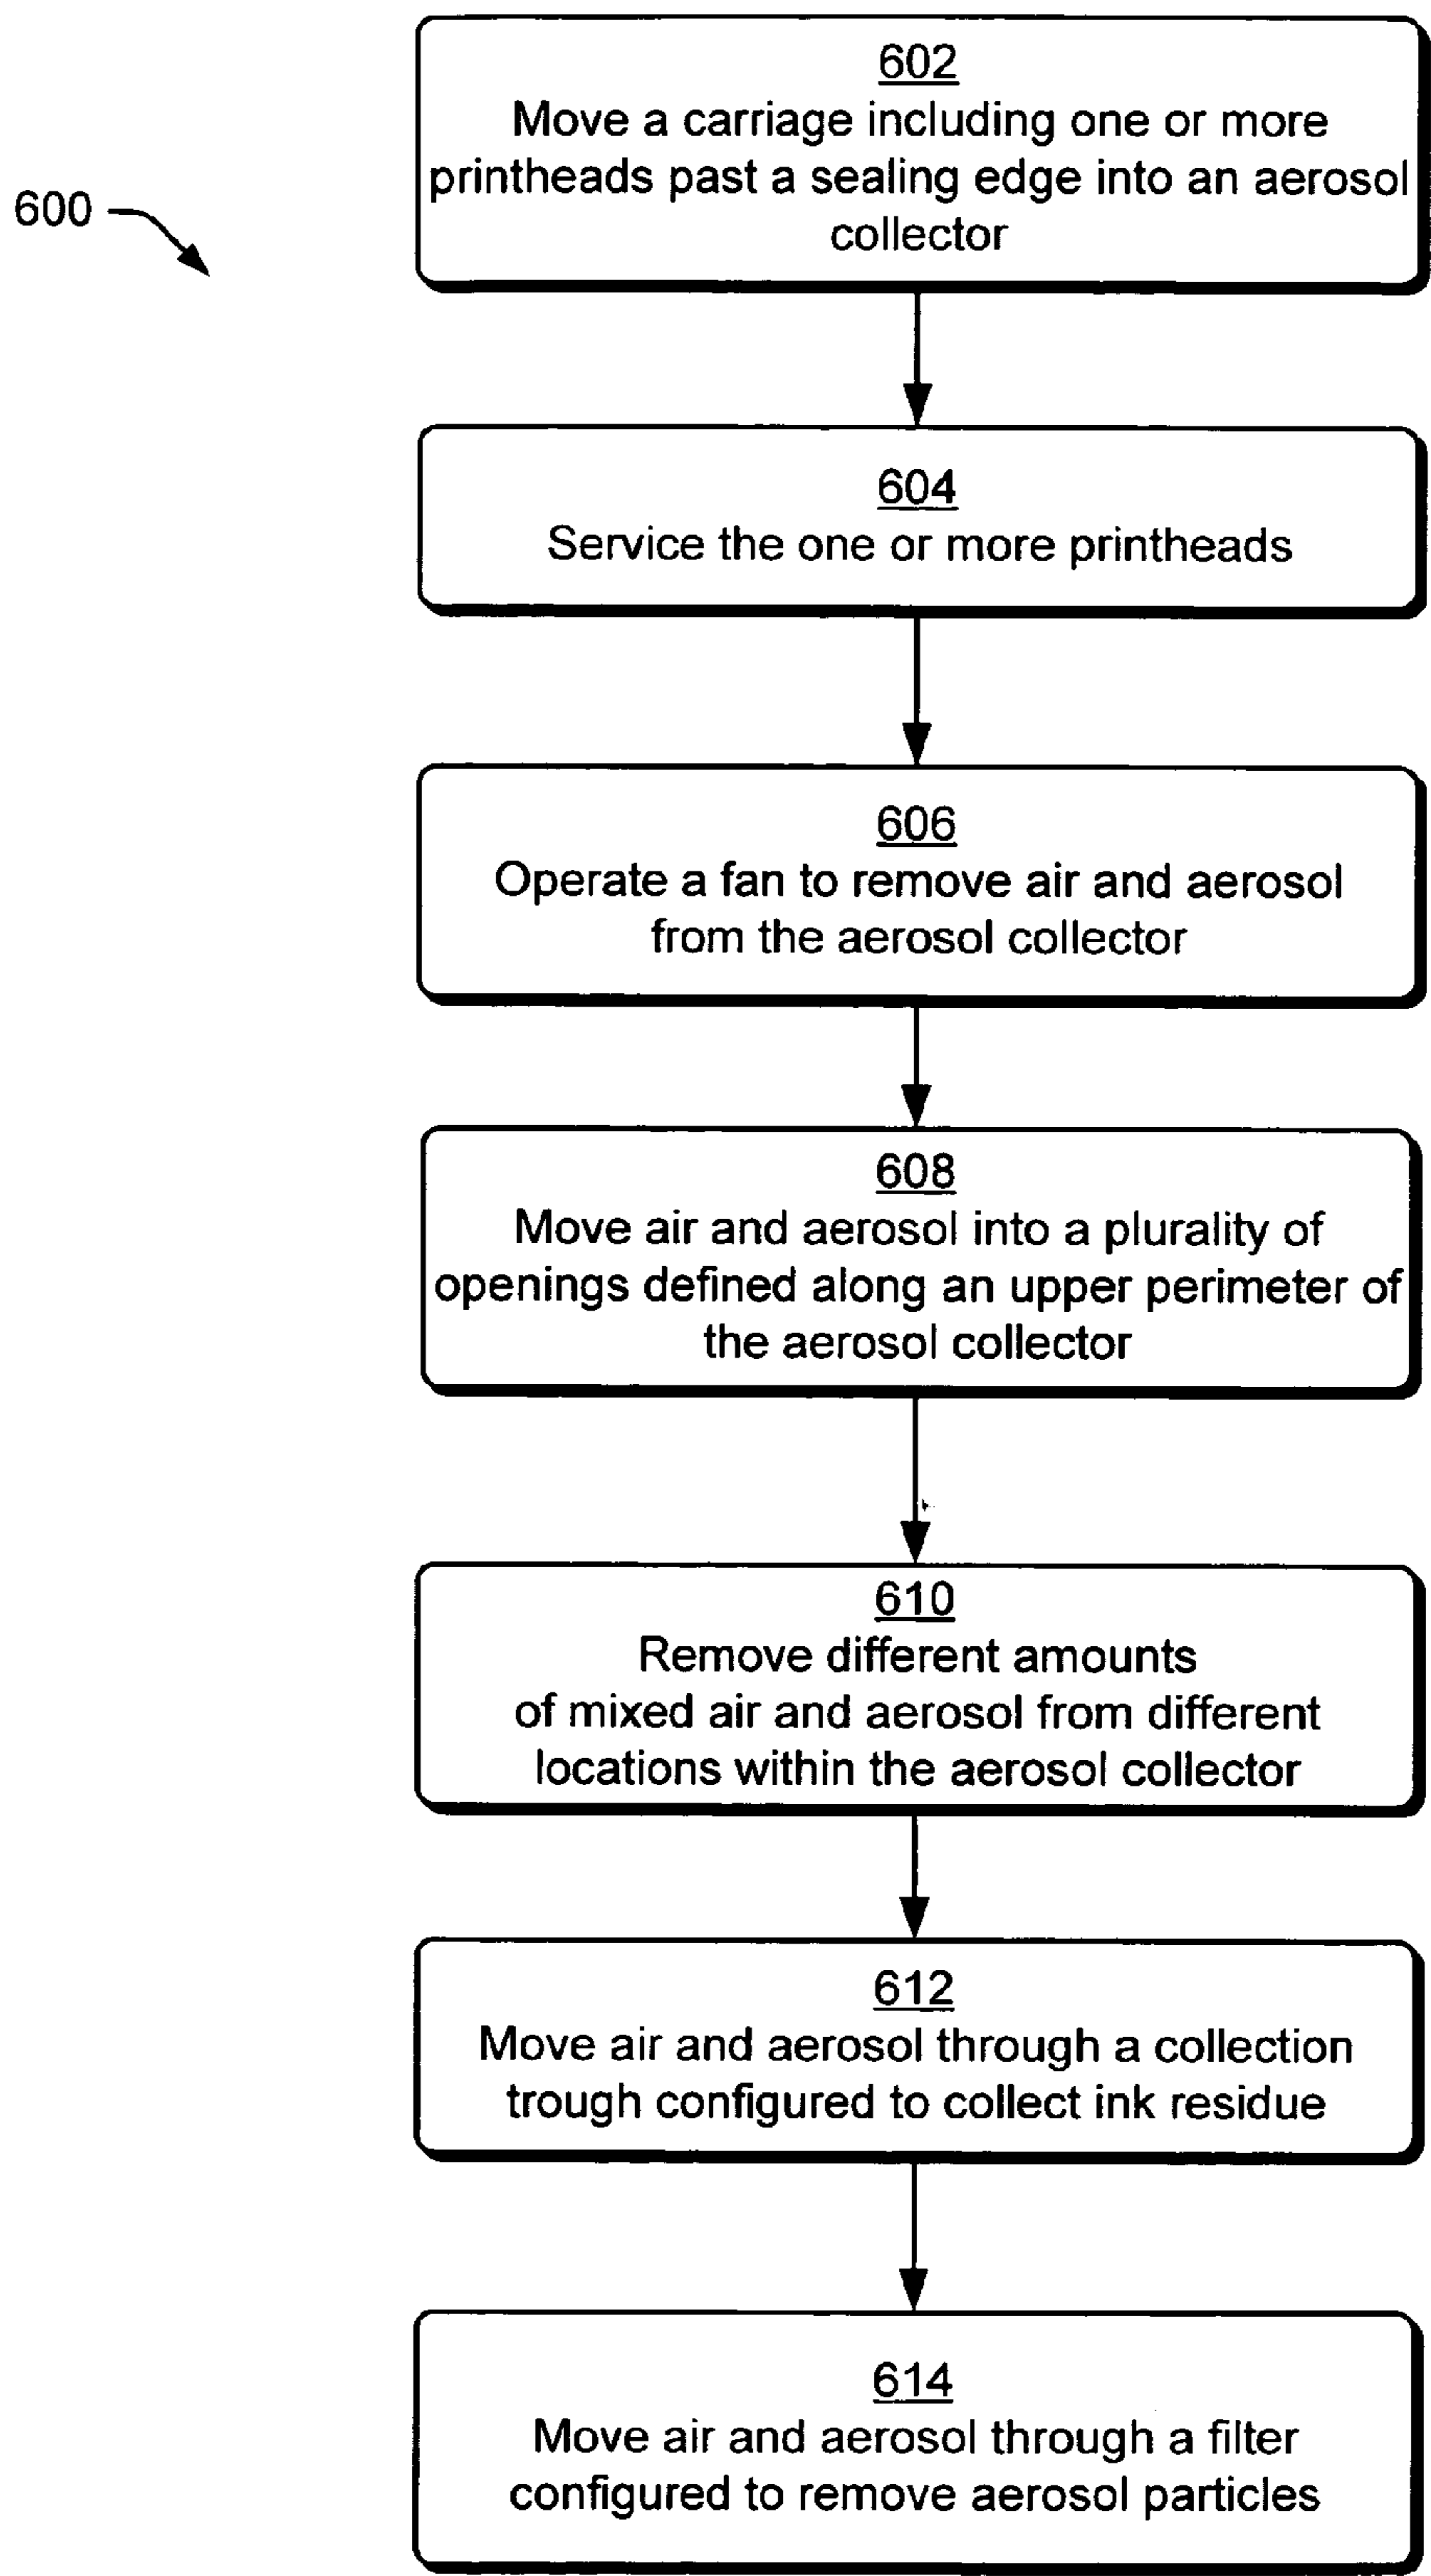 602
Move a carriage including one or more
printheads past a sealing edge into an aerosol
collector
600
604
Service the one or more printheads
606
Operate a fan to remove air and aerosol
from the aerosol collector
608
Move air and aerosol into a plurality of
openings defined along an upper perimeter of
the aerosol collector
610
Remove different amounts
of mixed air and aerosol from different
locations within the aerosol collector
612
Move air and aerosol through a collection
trough configured to collect ink residue
614
Move air and aerosol through a filter
configured to remove aerosol particles